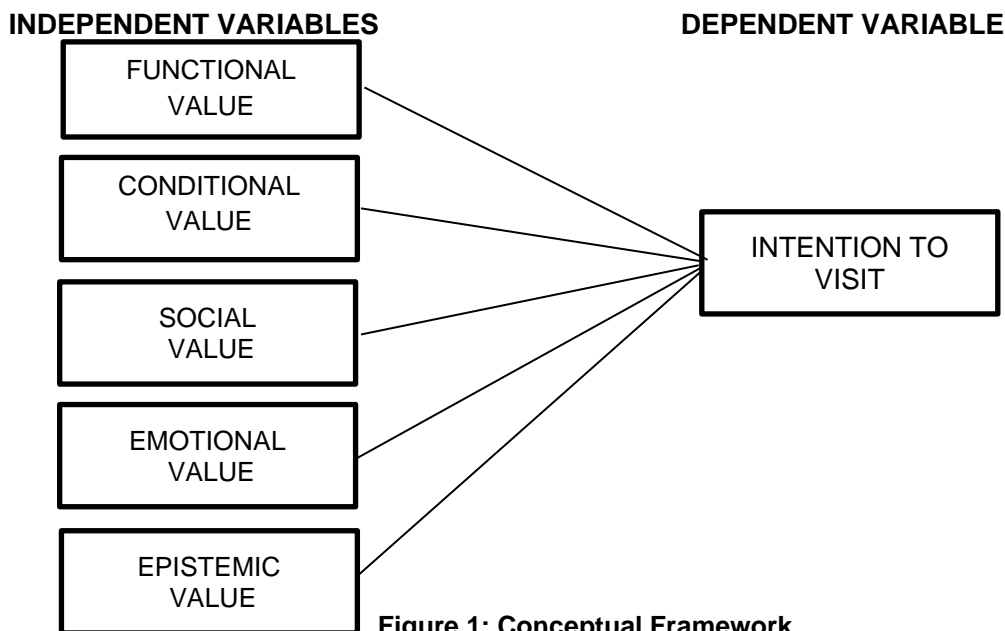 INDEPENDENT VARIABLES
DEPENDENT VARIABLE
FUNCTIONAL
VALUE
CONDITIONAL
VALUE
SOCIAL
VALUE
EMOTIONAL
VALUE
EPISTEMIC
VALUE
INTENTION TO
VISIT
Figure 1: Conceptual Framework